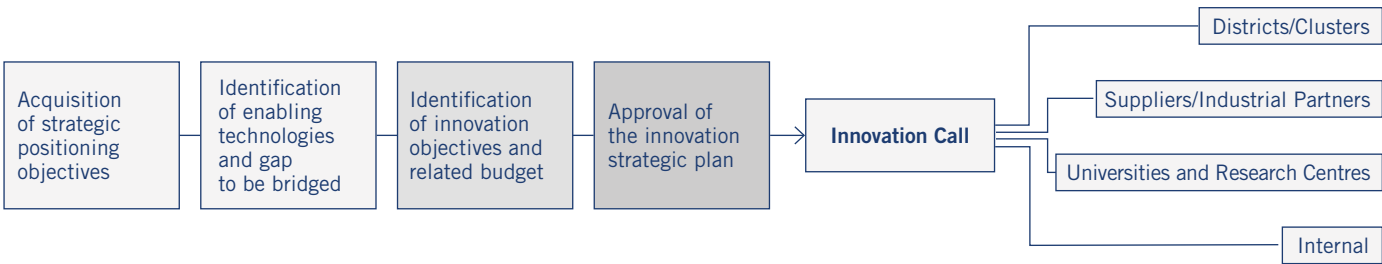 Acquisition
of strategic
positioning
objectives
Identification
of enabling
technologies
and gap
to be bridged
Identification
of innovation
objectives and
related budget
Approval of
the innovation
strategic plan
Innovation Call
Districts/Clusters
Suppliers/Industrial Partners
Universities and Research Centres
Internal